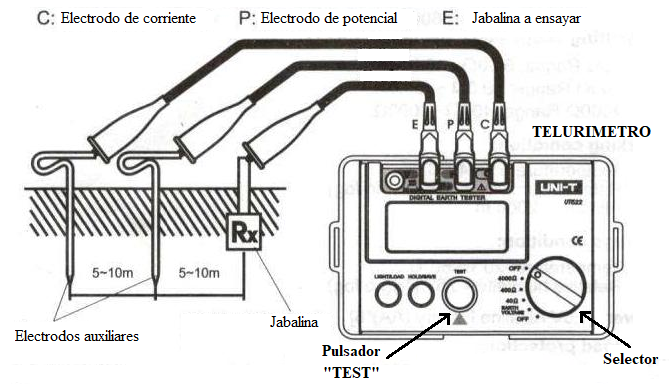 C: Electrodo de corriente P: Electrodo de potencial E: Jabalina a ensayar
E P C
TELURIMETRO
UNI-T
DIGITAL EARTH TESTER
UT522
CE
Rx
5~10m 5~10m
LIGHT/LOAD HOLD/SAVE TEST
OFF
4000Ω
400Ω
40Ω
EARTH
VOLTAGE
OFF
Jabalina
Electrodos auxiliares
Pulsador
"TEST"
Selector